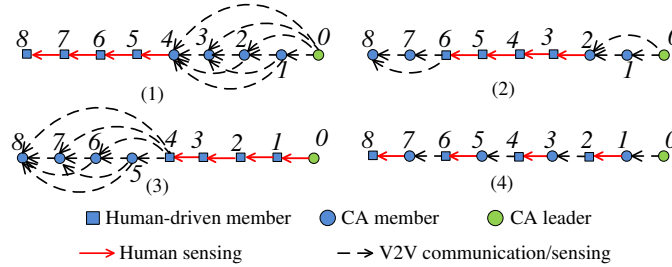 8 7 6 5 4 3 2 1 0
(1)
8 7 6 5 4 3 2 1 0
(2)
8 7 6 5 4 3 2 1 0
(3)
8 7 6 5 4 3 2 1 0
(4)
Human-driven member CA member CA leader
Human sensing V2V communication/sensing